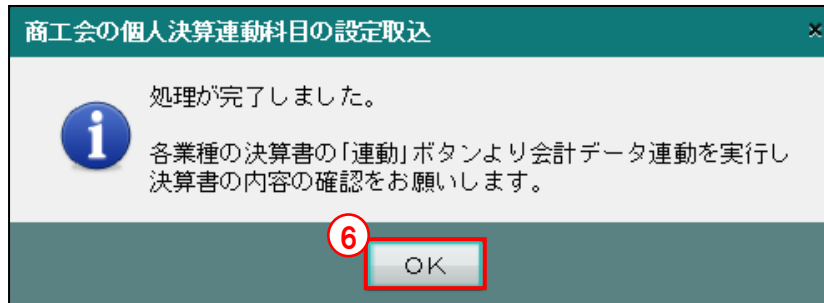 商工会の個人決算連動科目の設定取込
×
処理が完了しました。
各業種の決算書の「連動」ボタンより会計データ連動を実行し
決算書の内容の確認をお願いします。
6
OK